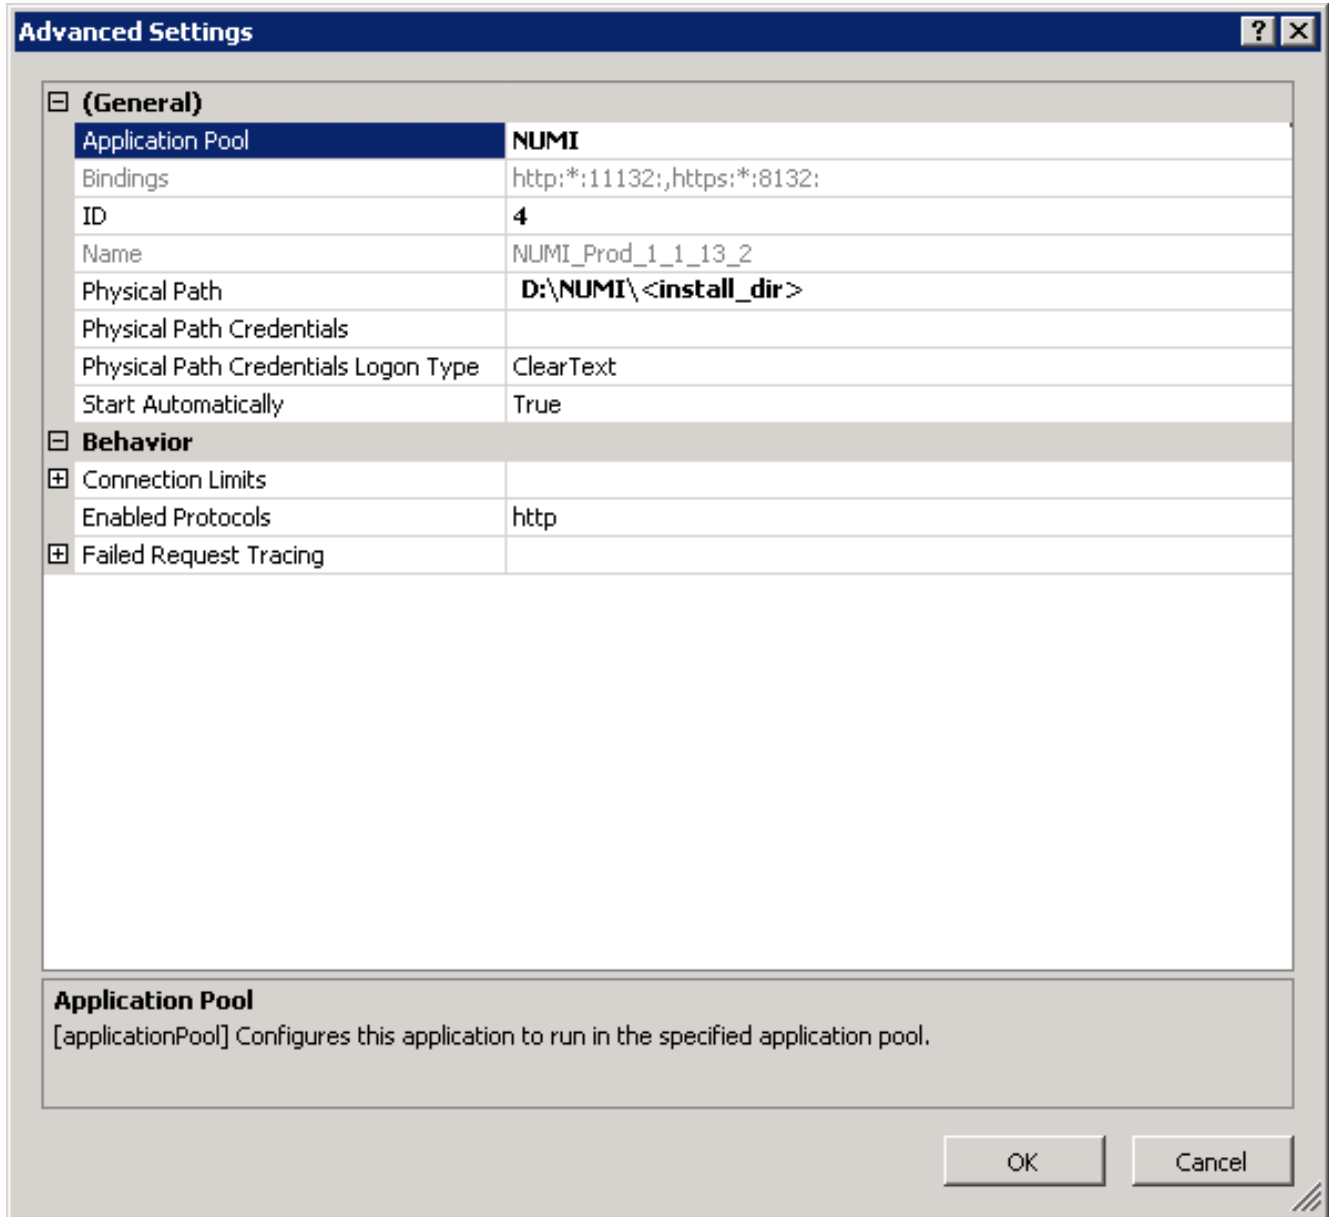 Advanced Settings
(General)
Application Pool NUMI
Bindings http:*:11132:,https:*:8132:
ID 4
Name NUMI_Prod_1_1_13_2
Physical Path D:\NUMI\<install_dir>
Physical Path Credentials
Physical Path Credentials Logon Type ClearText
Start Automatically True
Behavior
Connection Limits
Enabled Protocols http
Failed Request Tracing
Application Pool
[applicationPool] Configures this application to run in the specified application pool.
OK Cancel